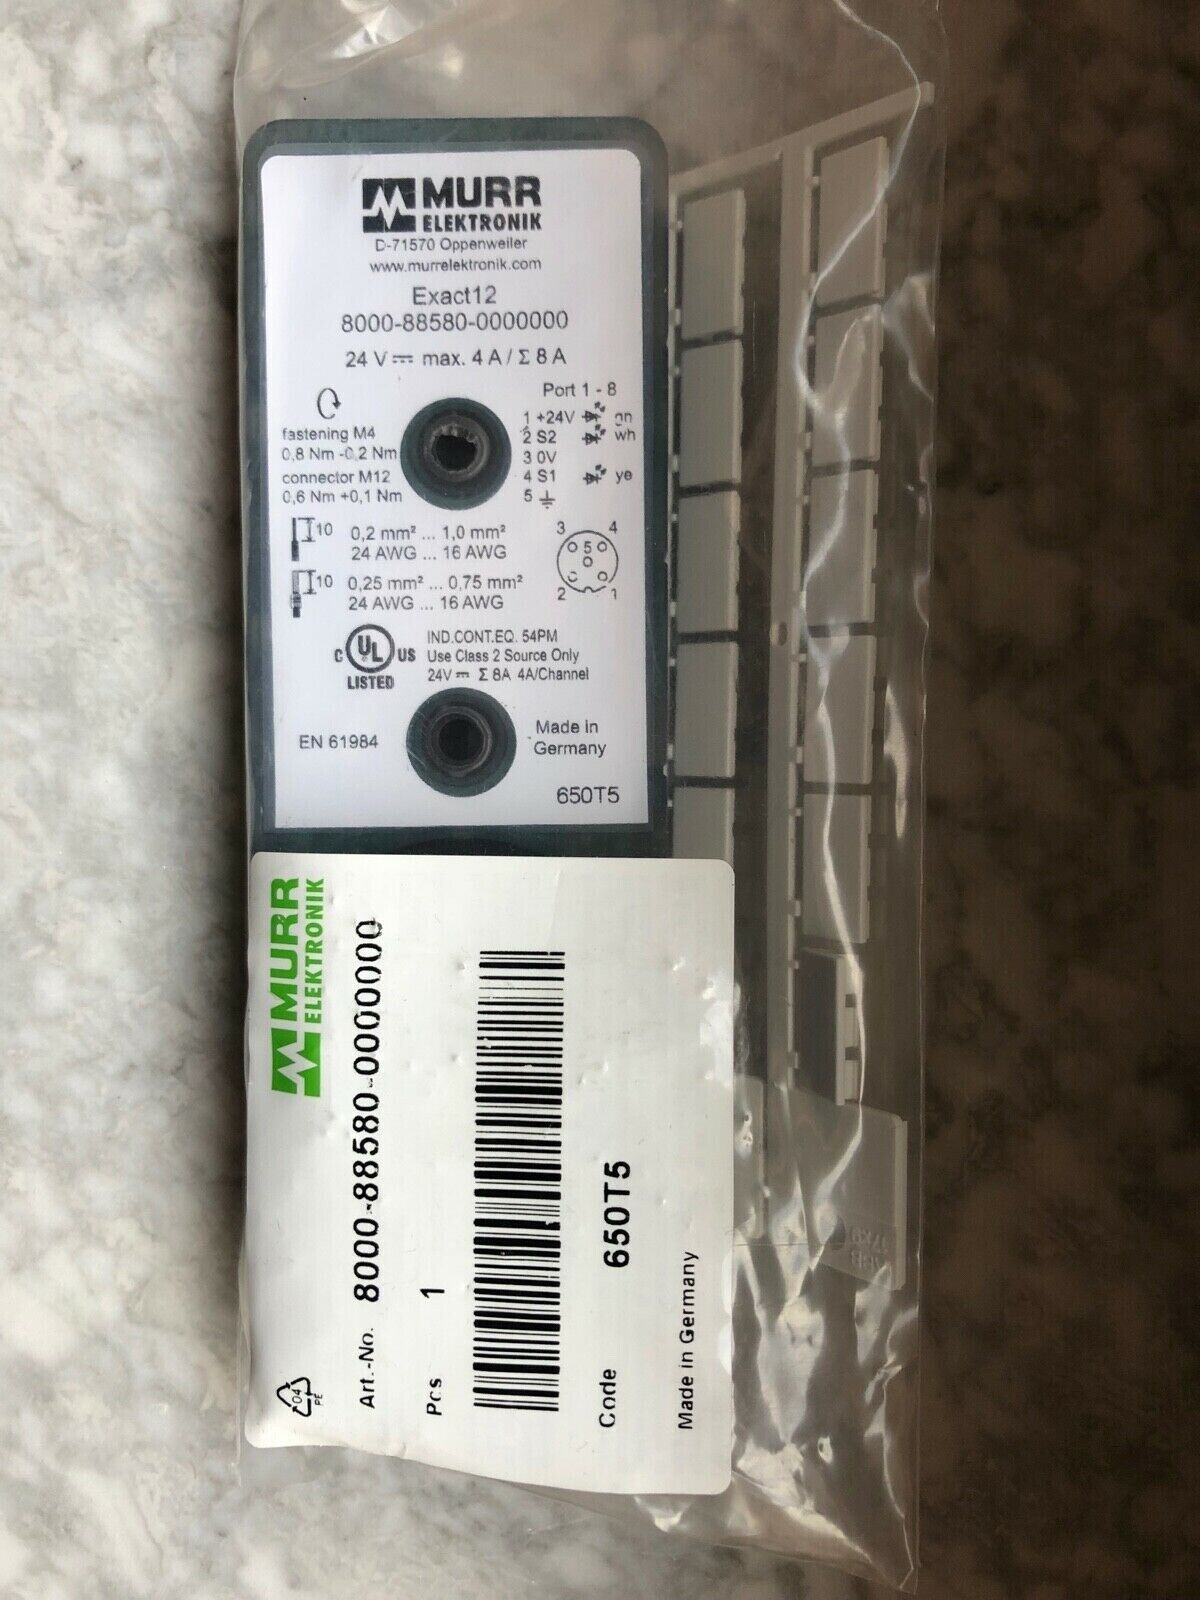 MURR
ELEKTRONIK
D-71570 Oppenweiler
www.murrelektronik.com
Exact12
8000-88580-0000000
24 V⎓ max. 4 A / Σ 8 A
Port 1 - 8
fastening M4
0,8 Nm -0,2 Nm
connector M12
0,6 Nm +0,1 Nm
1 +24V gn
2 S2 wh
3 0V
4 S1 ye
5 ⏚
10 0,2 mm² ... 1,0 mm²
24 AWG ... 16 AWG
10 0,25 mm² ... 0,75 mm²
24 AWG ... 16 AWG
3 4
5
2 1
C UL US
LISTED
IND.CONT.EQ. 54PM
Use Class 2 Source Only
24V⎓ Σ 8A 4A/Channel
EN 61984
Made in
Germany
650T5
MURR
ELEKTRONIK
04
PE
Art.-No. 8000-88580-0000000
Pcs 1
Code 650T5
Made in Germany